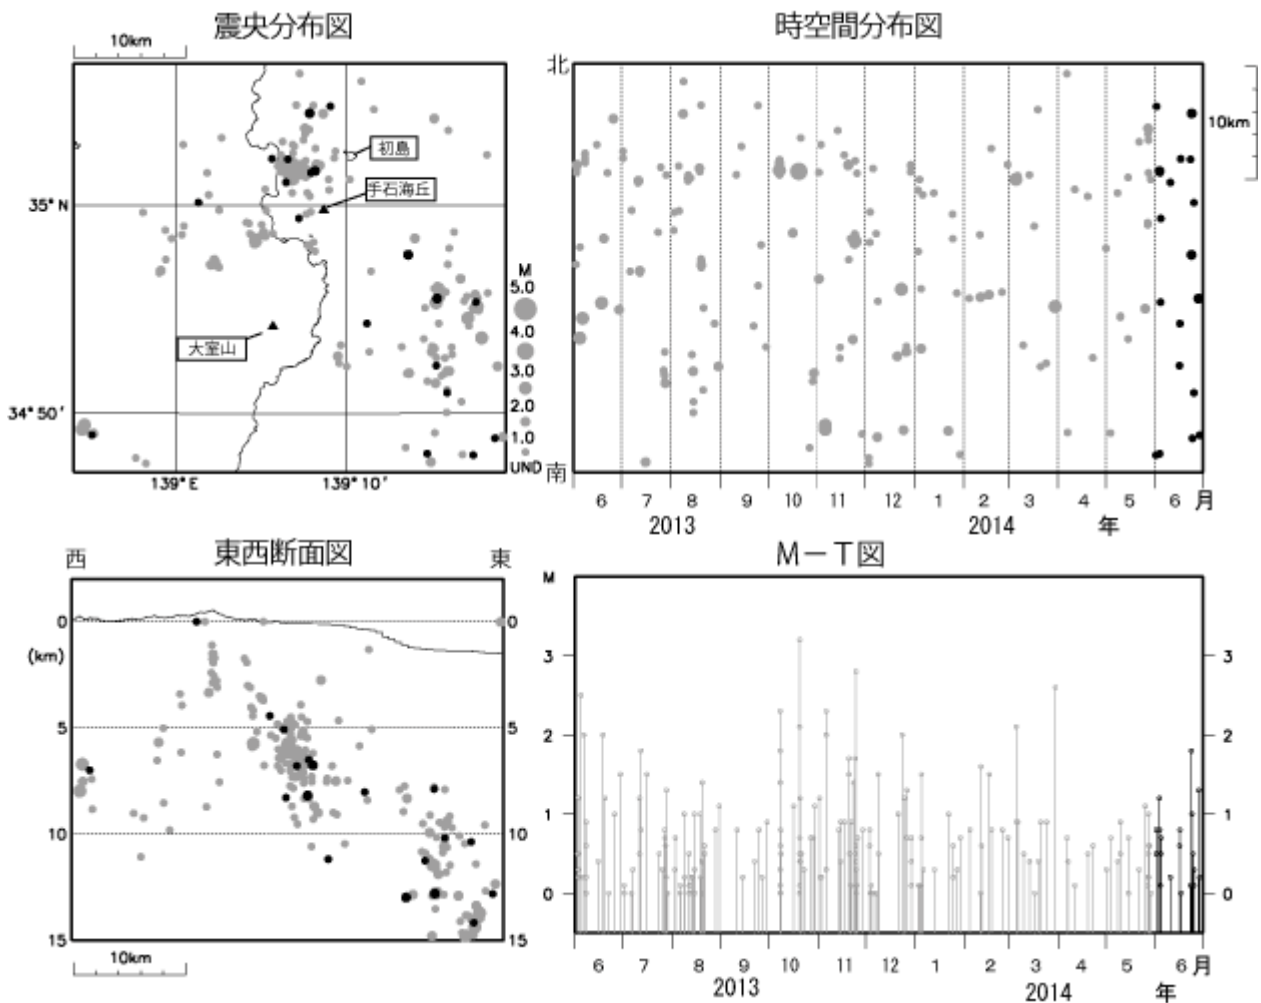 震央分布図
10km
初島
手石海丘
35°N
大室山
34°50'
139°E
139°10'
M
5.0
4.0
3.0
2.0
1.0
UND
時空間分布図
北
10km
南
6 7 8 9 10 11 12 1 2 3 4 5 6 月
2013 2014 年
東西断面図
西 東
0 0
(km)
5 5
10 10
15 15
10km
M－T図
M
3 3
2 2
1 1
0 0
6 7 8 9 10 11 12 1 2 3 4 5 6 月
2013 2014 年